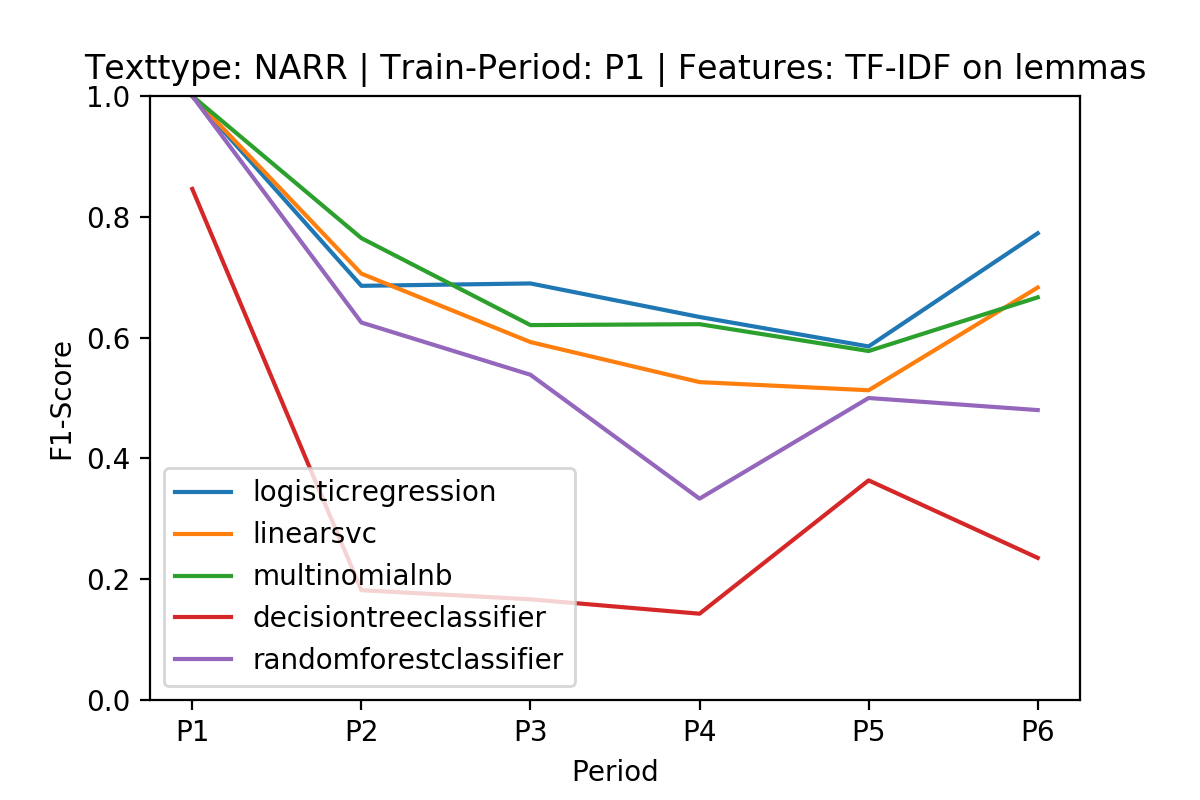 Texttype: NARR | Train-Period: P1 | Features: TF-IDF on lemmas
1.0
0.8
0.6
0.4
0.2
0.0
F1-Score
logisticregression
linearsvc
multinomialnb
decisiontreeclassifier
randomforestclassifier
P1 P2 P3 P4 P5 P6
Period